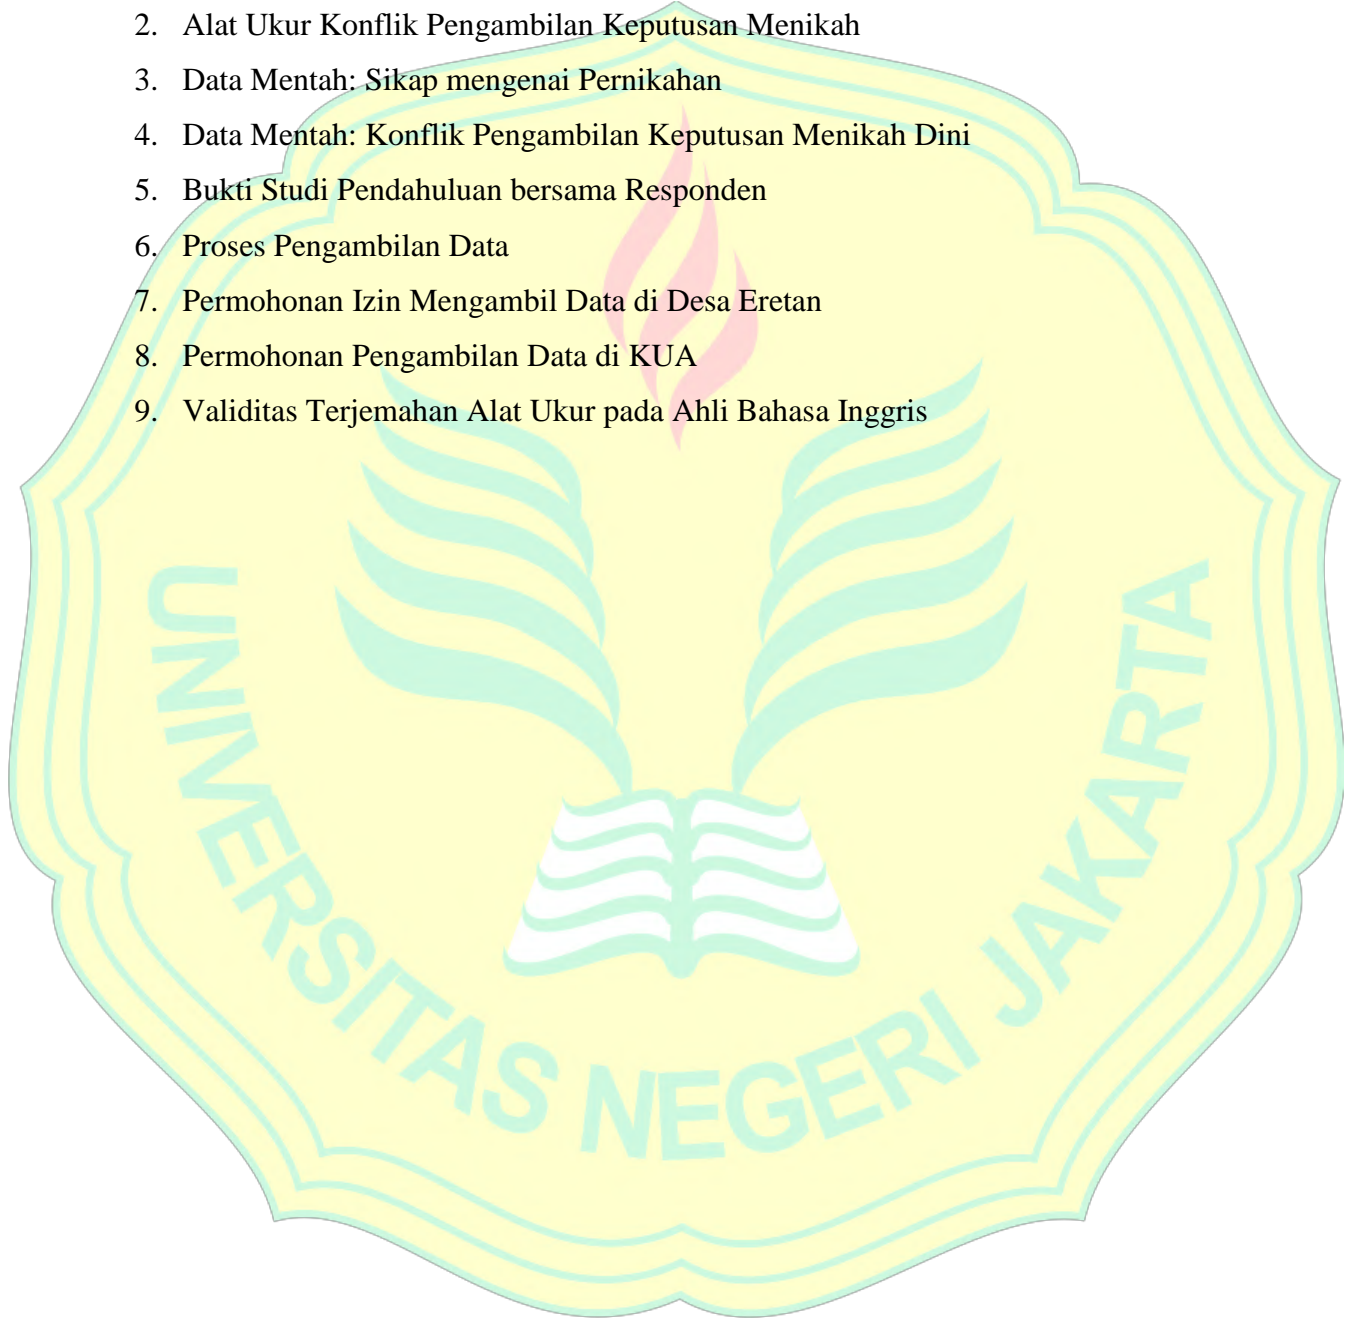 2. Alat Ukur Konflik Pengambilan Keputusan Menikah
3. Data Mentah: Sikap mengenai Pernikahan
4. Data Mentah: Konflik Pengambilan Keputusan Menikah Dini
5. Bukti Studi Pendahuluan bersama Responden
6. Proses Pengambilan Data
7. Permohonan Izin Mengambil Data di Desa Eretan
8. Permohonan Pengambilan Data di KUA
9. Validitas Terjemahan Alat Ukur pada Ahli Bahasa Inggris
UNIVERSITAS NEGERI JAKARTA